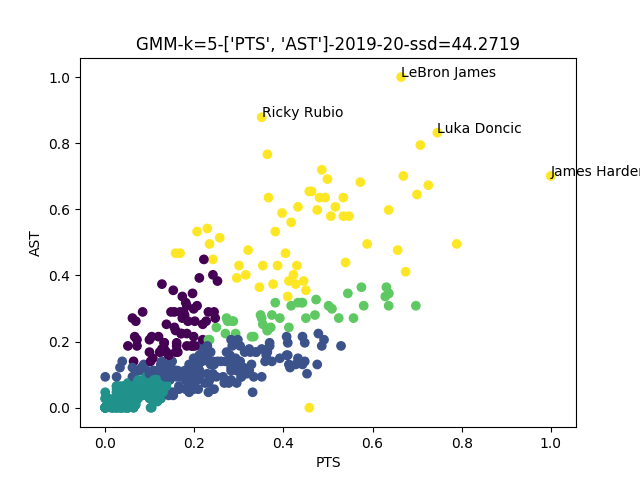 GMM-k=5-['PTS', 'AST']-2019-20-ssd=44.2719
LeBron James
Ricky Rubio
Luka Doncic
James Harden
AST
1.0
0.8
0.6
0.4
0.2
0.0
0.0 0.2 0.4 0.6 0.8 1.0
PTS